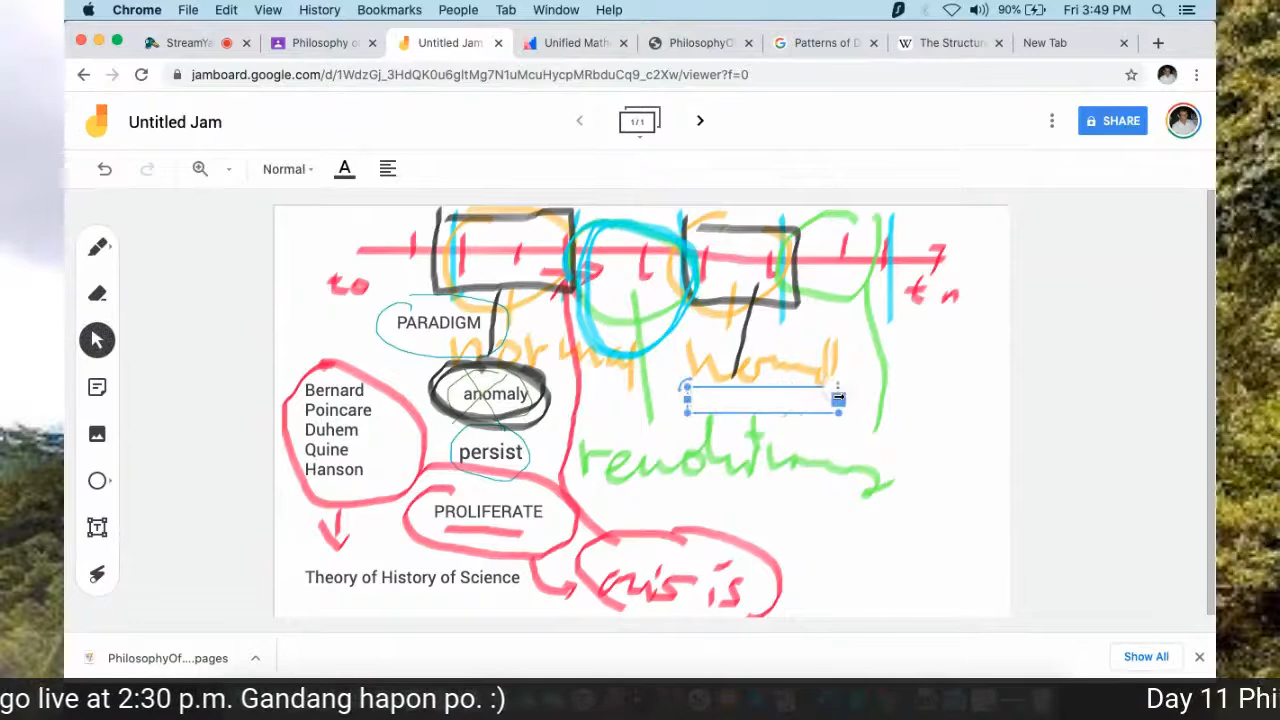 Chrome File Edit View History Bookmarks People Tab Window Help 90% Fri 3:49 PM
StreamYa Philosophy o Untitled Jam Unified Math PhilosophyO Patterns of D The Structur New Tab
jamboard.google.com/d/1WdzGj_3HdQK0u6gltMg7N1uMcuHycpMRbduCq9_c2Xw/viewer?f=0
Untitled Jam 1/1 SHARE
Normal A
to tn
PARADIGM
normal
anomaly
Bernard
Poincare
Duhem
Quine
Hanson
persist
PROLIFERATE
crisis
Theory of History of Science
PhilosophyOf....pages Show All
go live at 2:30 p.m. Gandang hapon po. :) Day 11 Phi